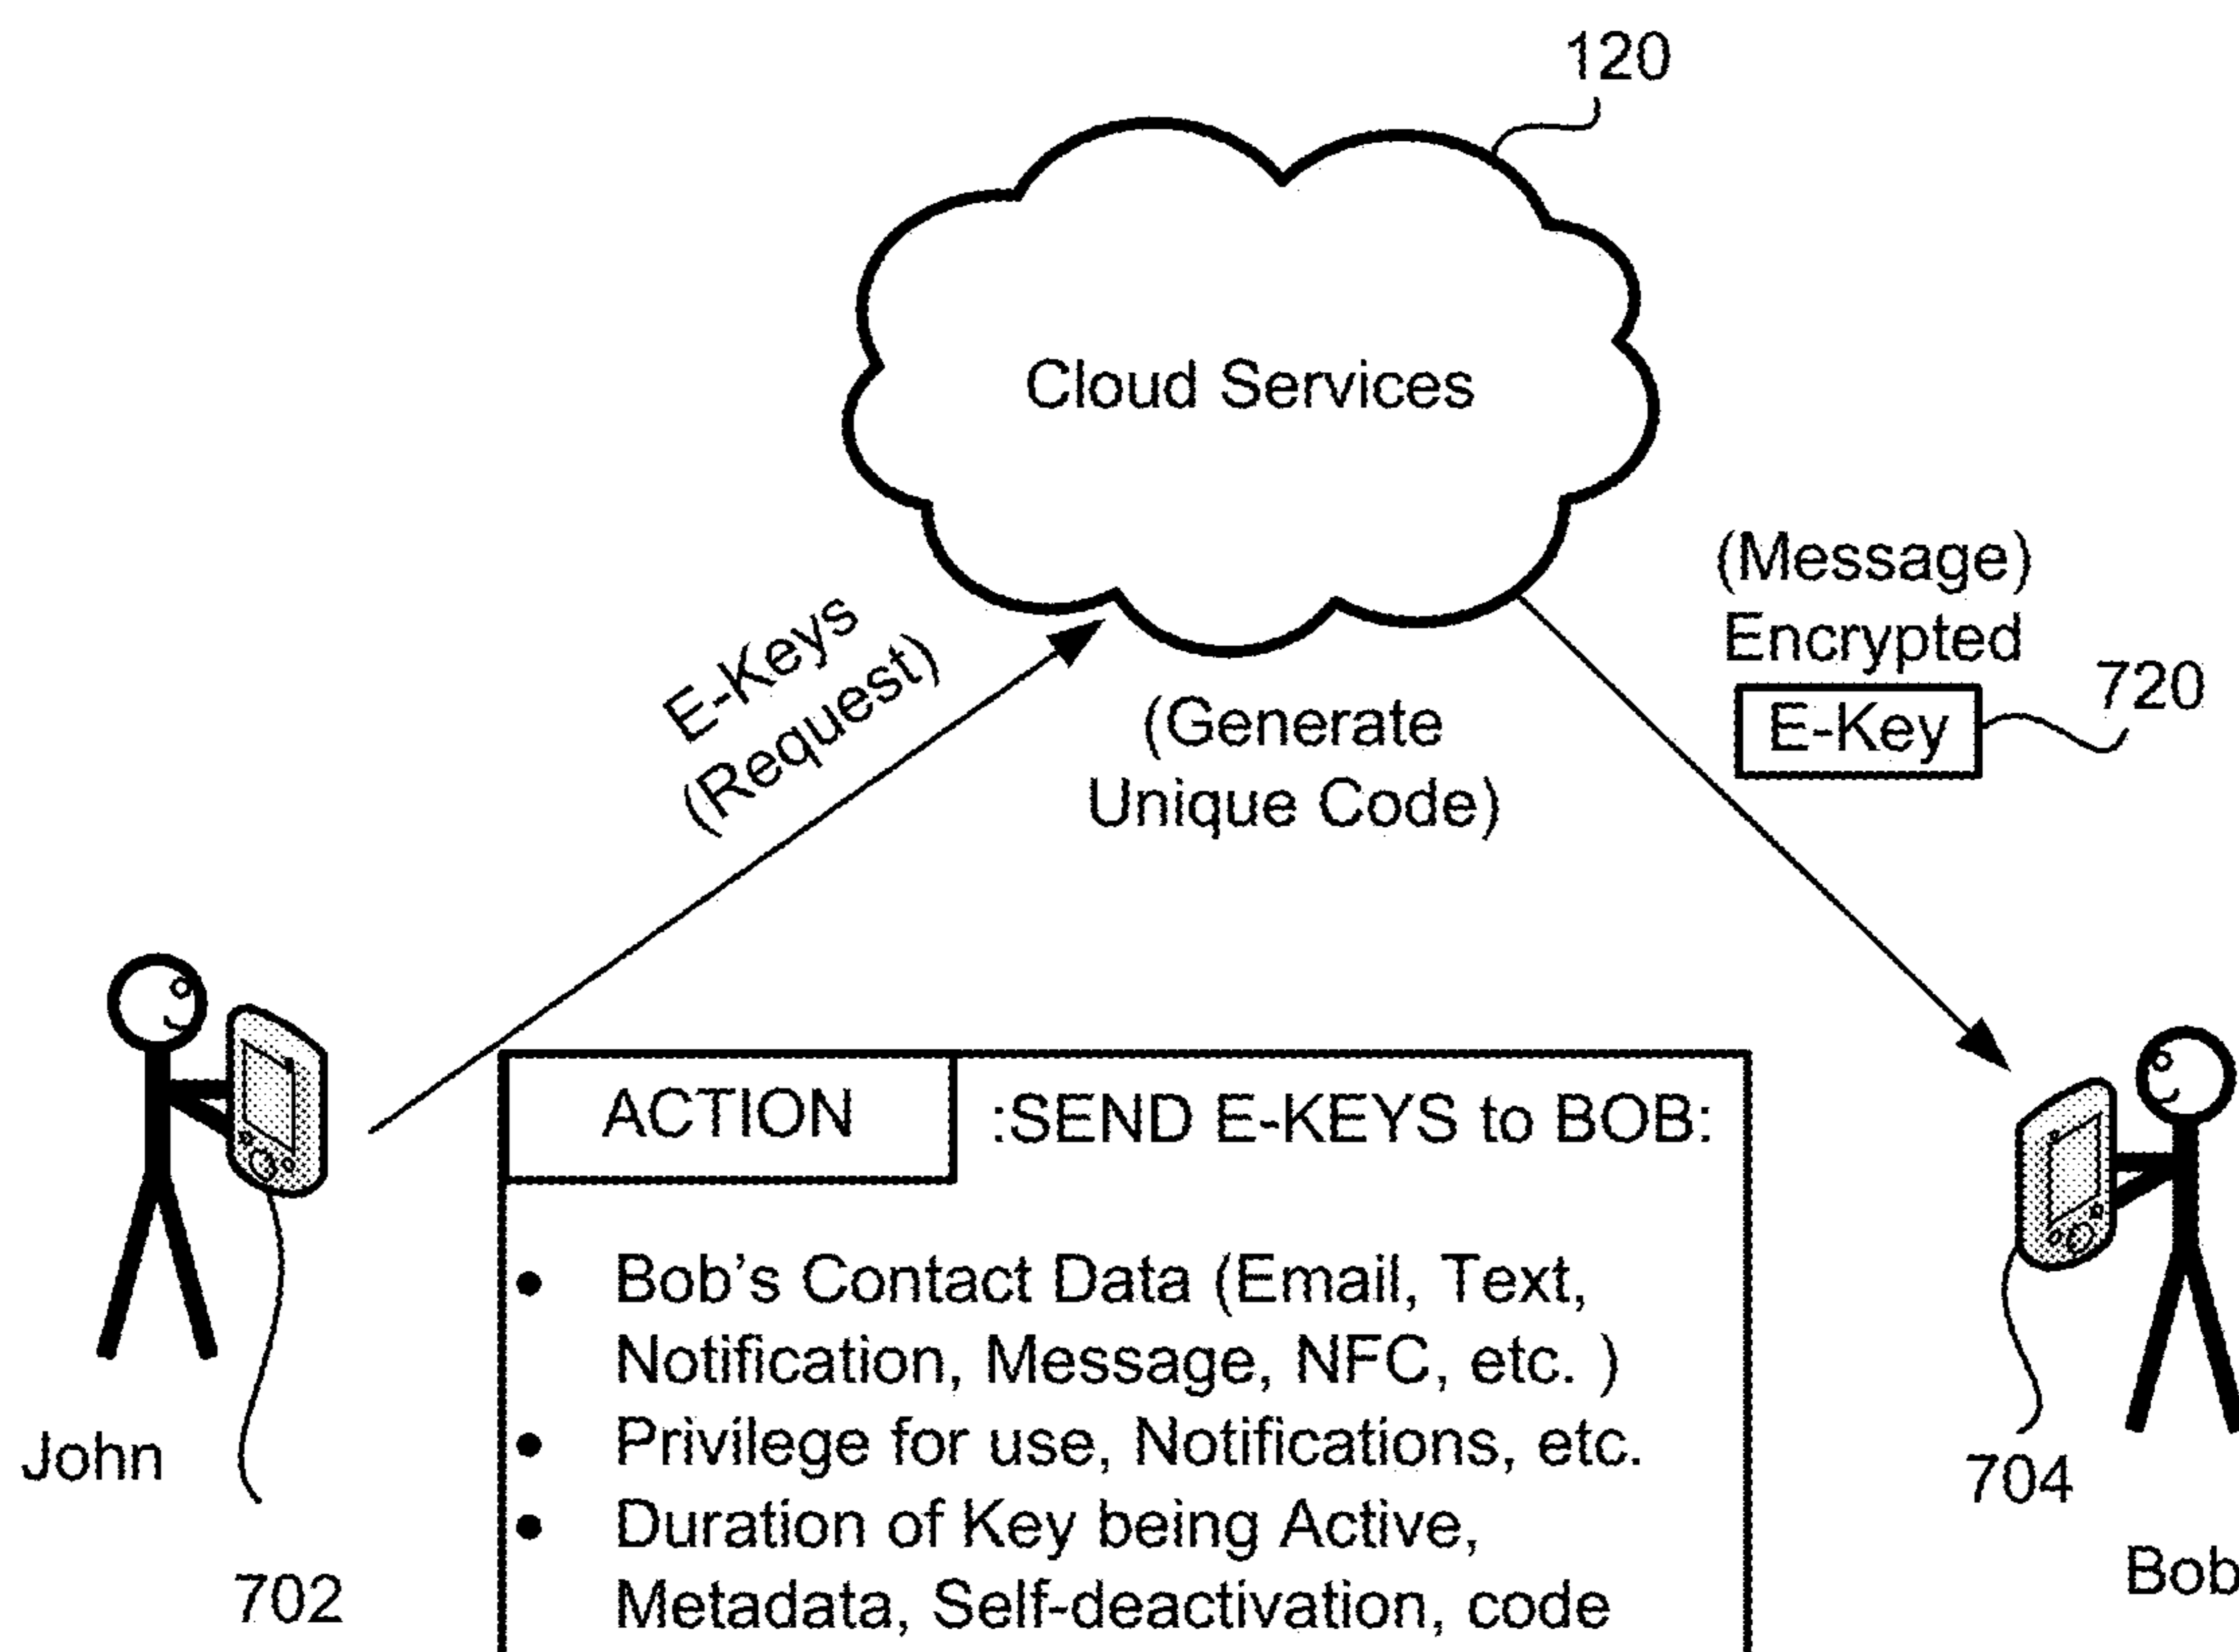 120
Cloud Services
E-Keys
(Request)
(Generate
Unique Code)
(Message)
Encrypted
E-Key
720
ACTION
:SEND E-KEYS to BOB:
• Bob's Contact Data (Email, Text,
Notification, Message, NFC, etc. )
• Privilege for use, Notifications, etc.
• Duration of Key being Active,
Metadata, Self-deactivation, code
John
702
704
Bob